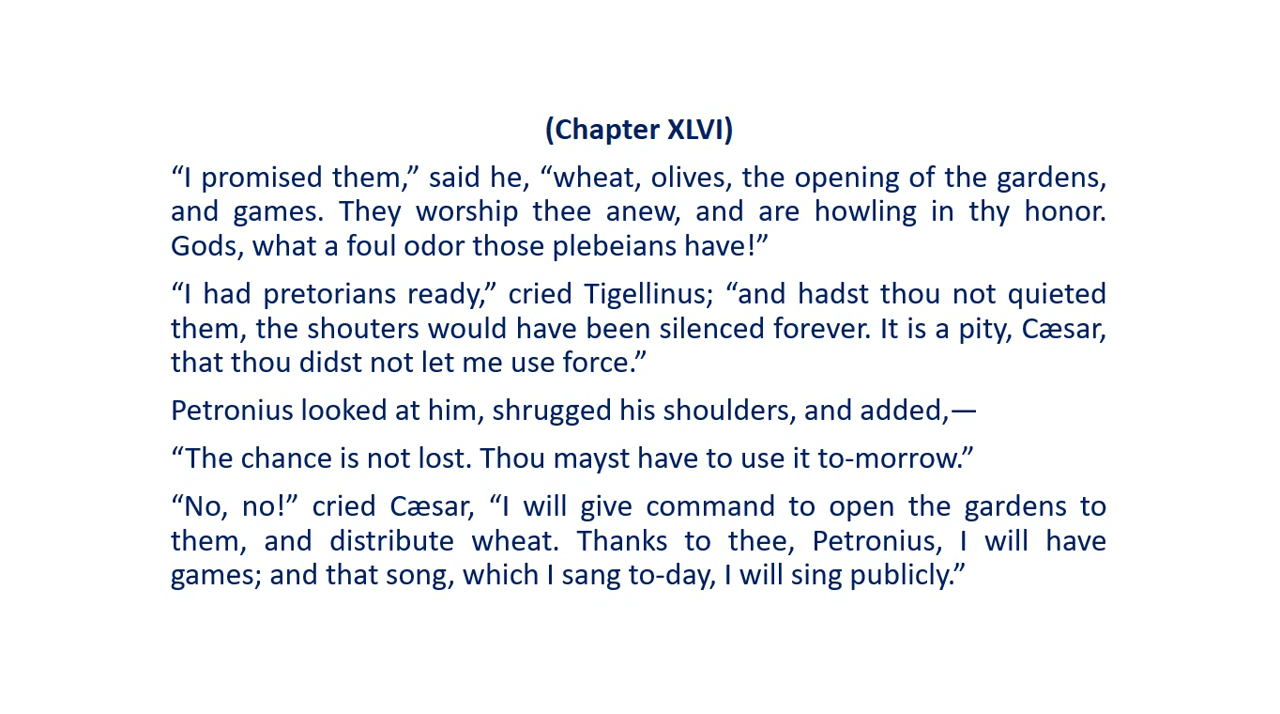 (Chapter XLVI)
“I promised them,” said he, “wheat, olives, the opening of the gardens,
and games. They worship thee anew, and are howling in thy honor.
Gods, what a foul odor those plebeians have!”
“I had pretorians ready,” cried Tigellinus; “and hadst thou not quieted
them, the shouters would have been silenced forever. It is a pity, Cæsar,
that thou didst not let me use force.”
Petronius looked at him, shrugged his shoulders, and added,—
“The chance is not lost. Thou mayst have to use it to-morrow.”
“No, no!” cried Cæsar, “I will give command to open the gardens to
them, and distribute wheat. Thanks to thee, Petronius, I will have
games; and that song, which I sang to-day, I will sing publicly.”